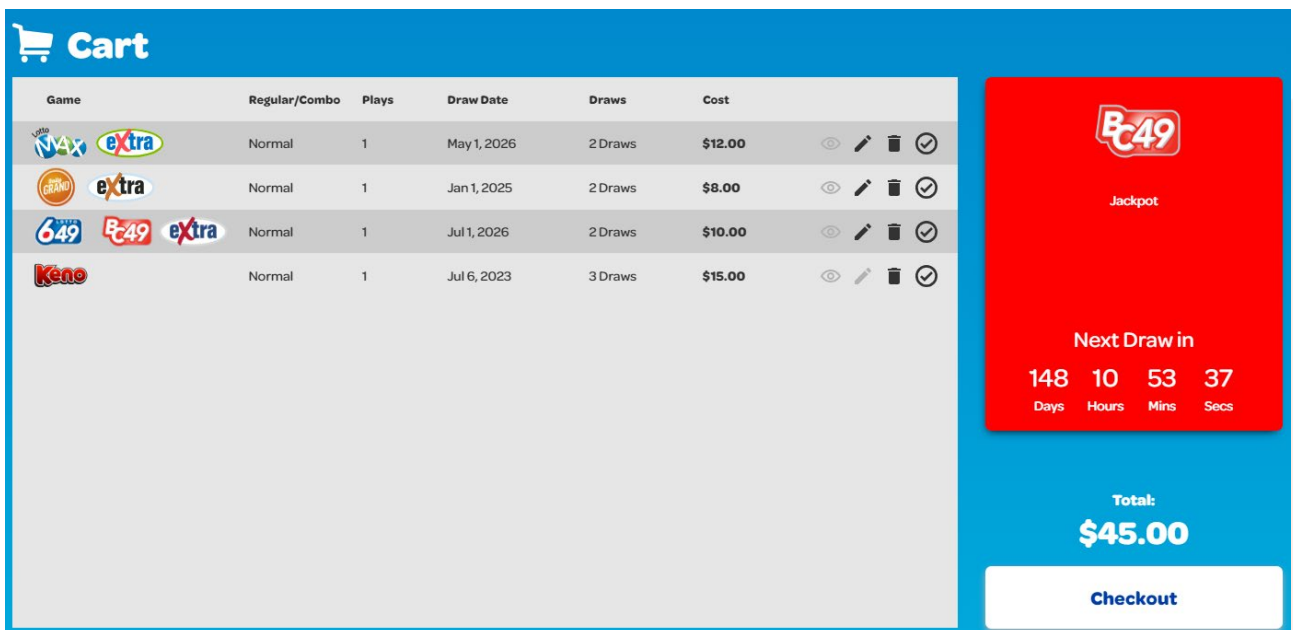 Cart
Game Regular/Combo Plays Draw Date Draws Cost
LOTTO MAX eXtra Normal 1 May 1, 2026 2 Draws $12.00
GRAND eXtra Normal 1 Jan 1, 2025 2 Draws $8.00
LOTTO 649 BC49 eXtra Normal 1 Jul 1, 2026 2 Draws $10.00
Keno Normal 1 Jul 6, 2023 3 Draws $15.00
BC49
Jackpot
Next Draw in
148 10 53 37
Days Hours Mins Secs
Total:
$45.00
Checkout